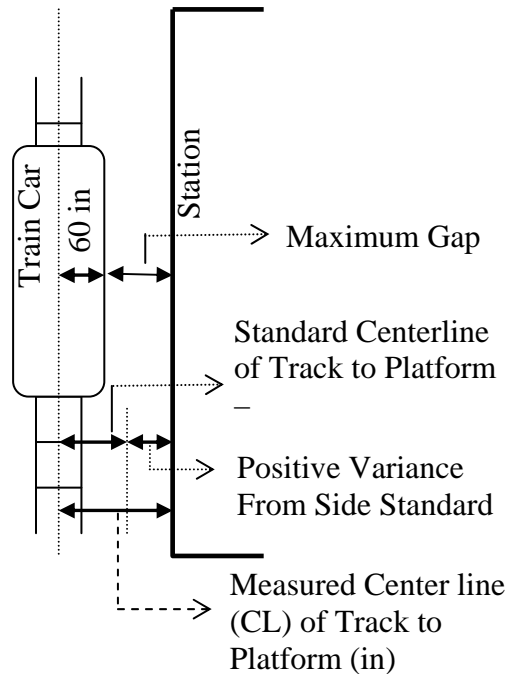 Train Car
60 in
Station
Maximum Gap
Standard Centerline
of Track to Platform
–
Positive Variance
From Side Standard
Measured Center line
(CL) of Track to
Platform (in)